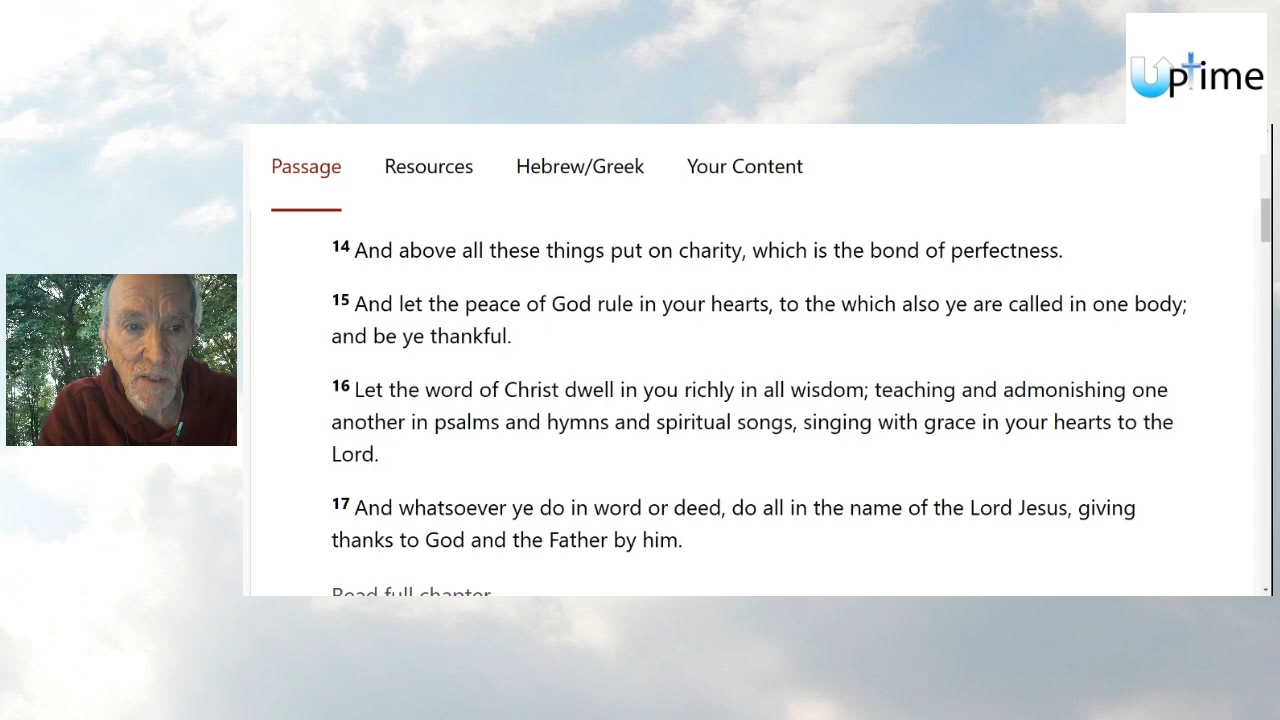 Uptime
Passage Resources Hebrew/Greek Your Content
14 And above all these things put on charity, which is the bond of perfectness.
15 And let the peace of God rule in your hearts, to the which also ye are called in one body;
and be ye thankful.
16 Let the word of Christ dwell in you richly in all wisdom; teaching and admonishing one
another in psalms and hymns and spiritual songs, singing with grace in your hearts to the
Lord.
17 And whatsoever ye do in word or deed, do all in the name of the Lord Jesus, giving
thanks to God and the Father by him.
Read full chapter